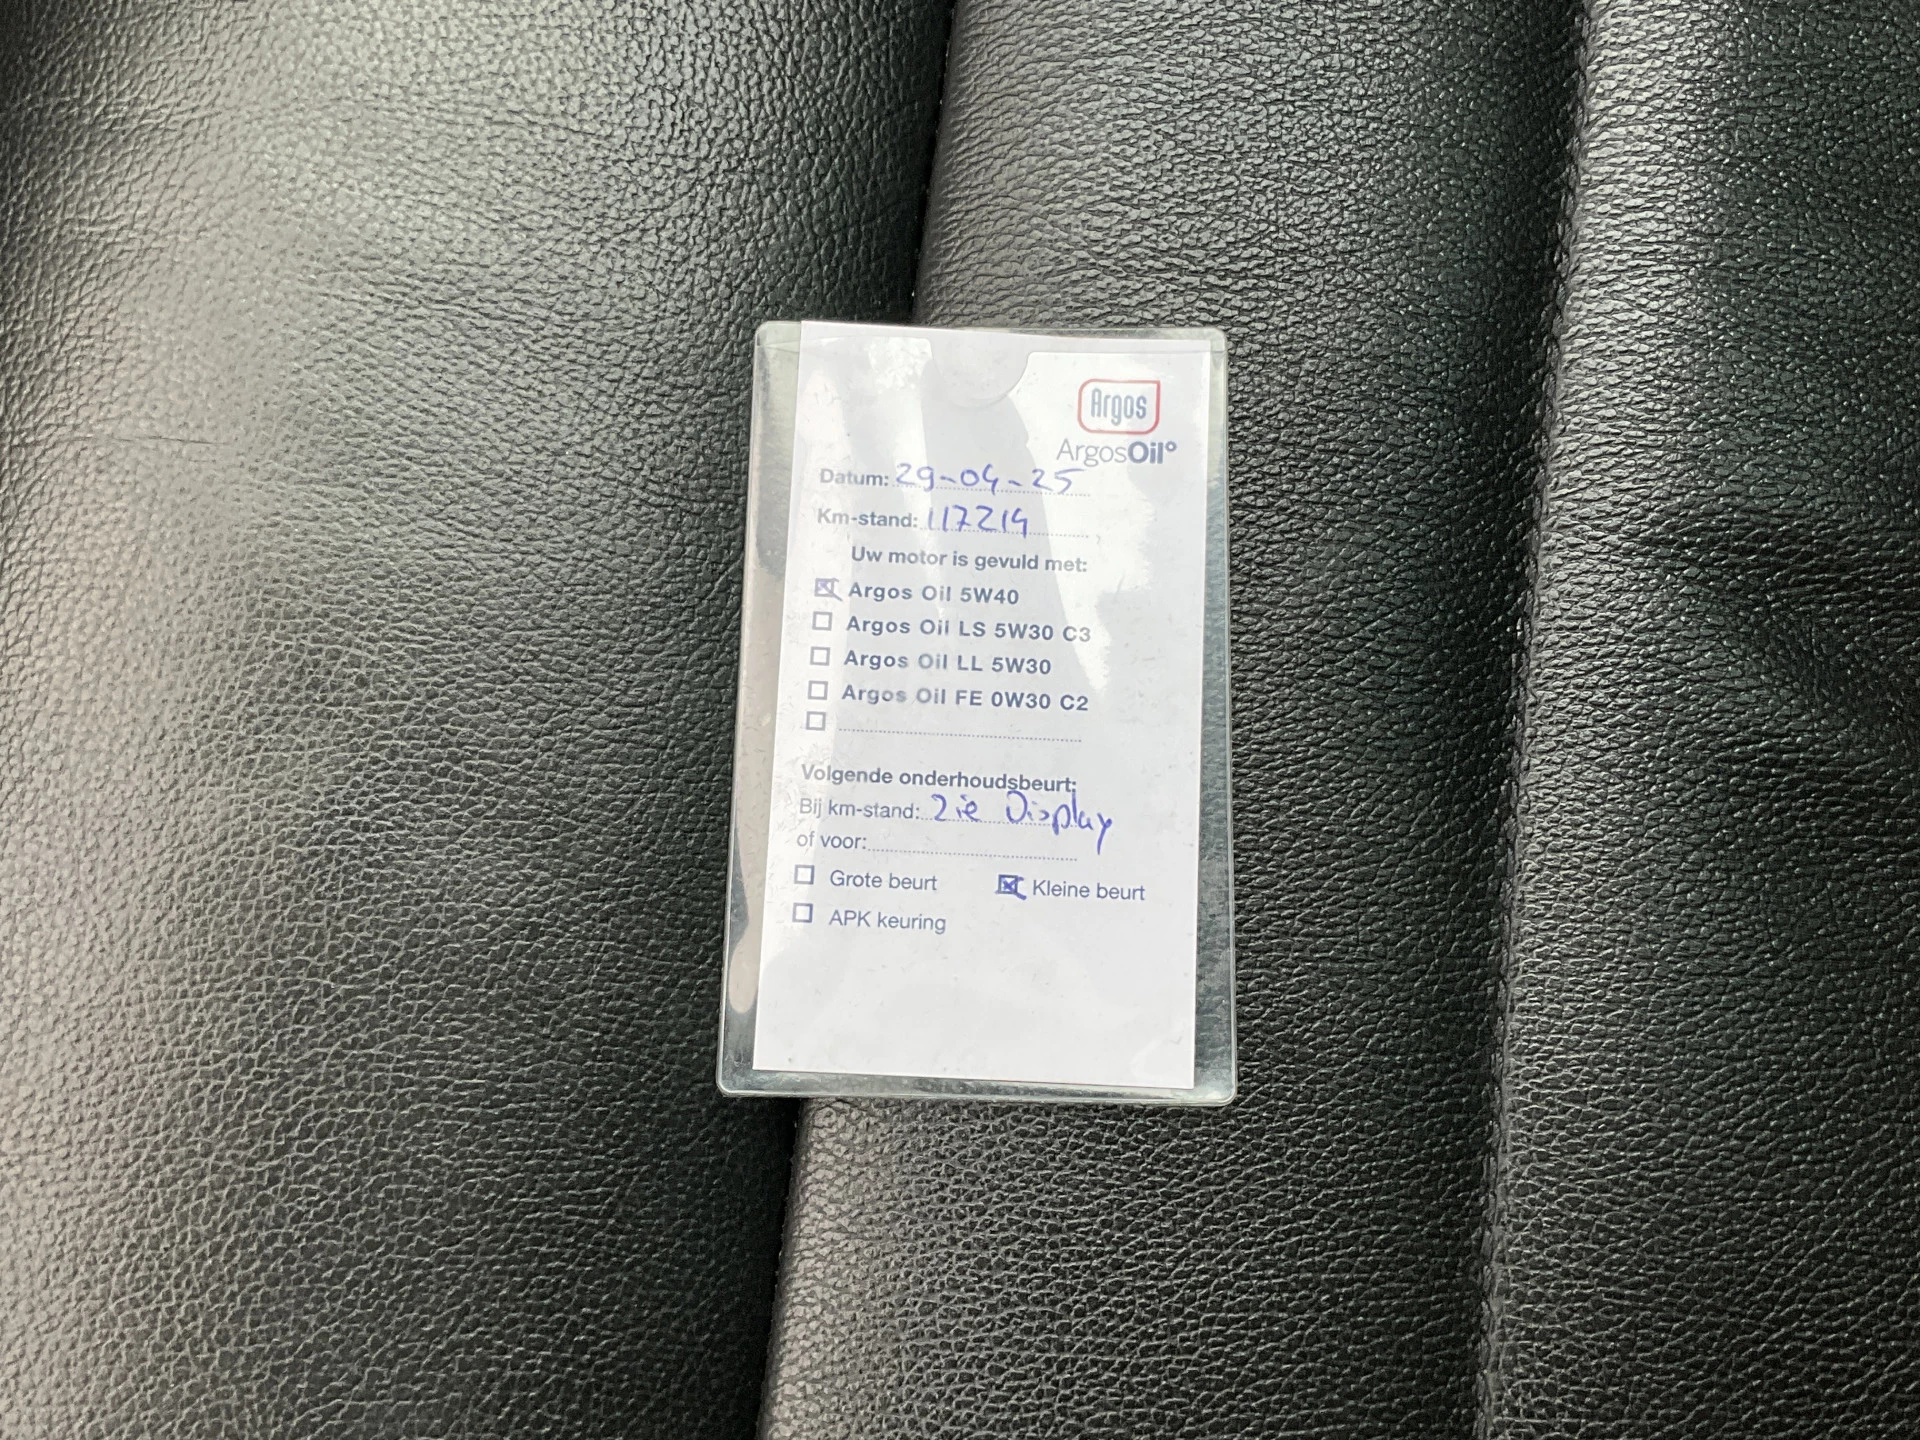 Argos
ArgosOil°
Datum: 29-04-25
Km-stand: 117214
Uw motor is gevuld met:
Argos Oil 5W40
Argos Oil LS 5W30 C3
Argos Oil LL 5W30
Argos Oil FE 0W30 C2
Volgende onderhoudsbeurt:
Bij km-stand: Zie Display
of voor:
Grote beurt Kleine beurt
APK keuring